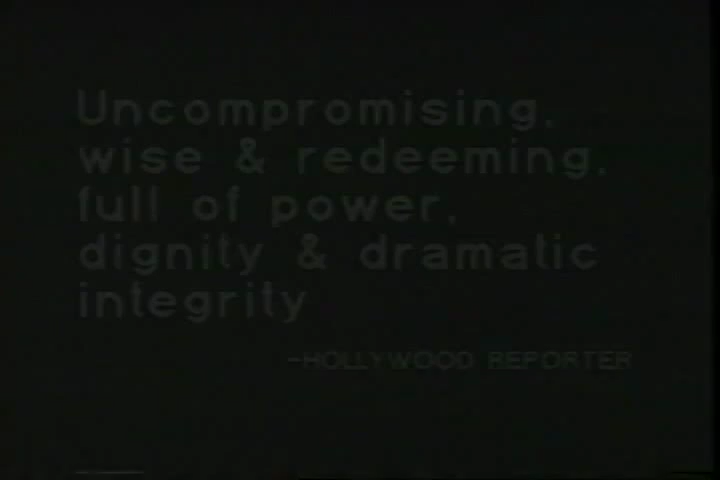 Uncompromising,
wise & redeeming,
full of power,
dignity & dramatic
integrity
-HOLLYWOOD REPORTER